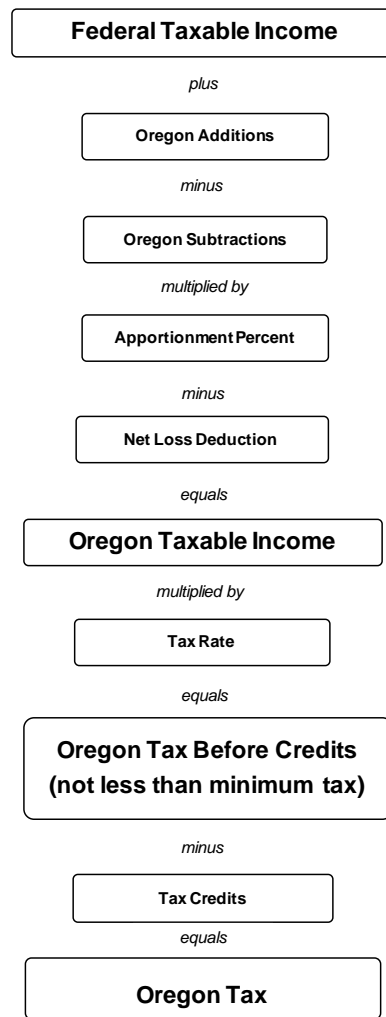 Federal Taxable Income
plus
Oregon Additions
minus
Oregon Subtractions
multiplied by
Apportionment Percent
minus
Net Loss Deduction
equals
Oregon Taxable Income
multiplied by
Tax Rate
equals
Oregon Tax Before Credits
(not less than minimum tax)
minus
Tax Credits
equals
Oregon Tax